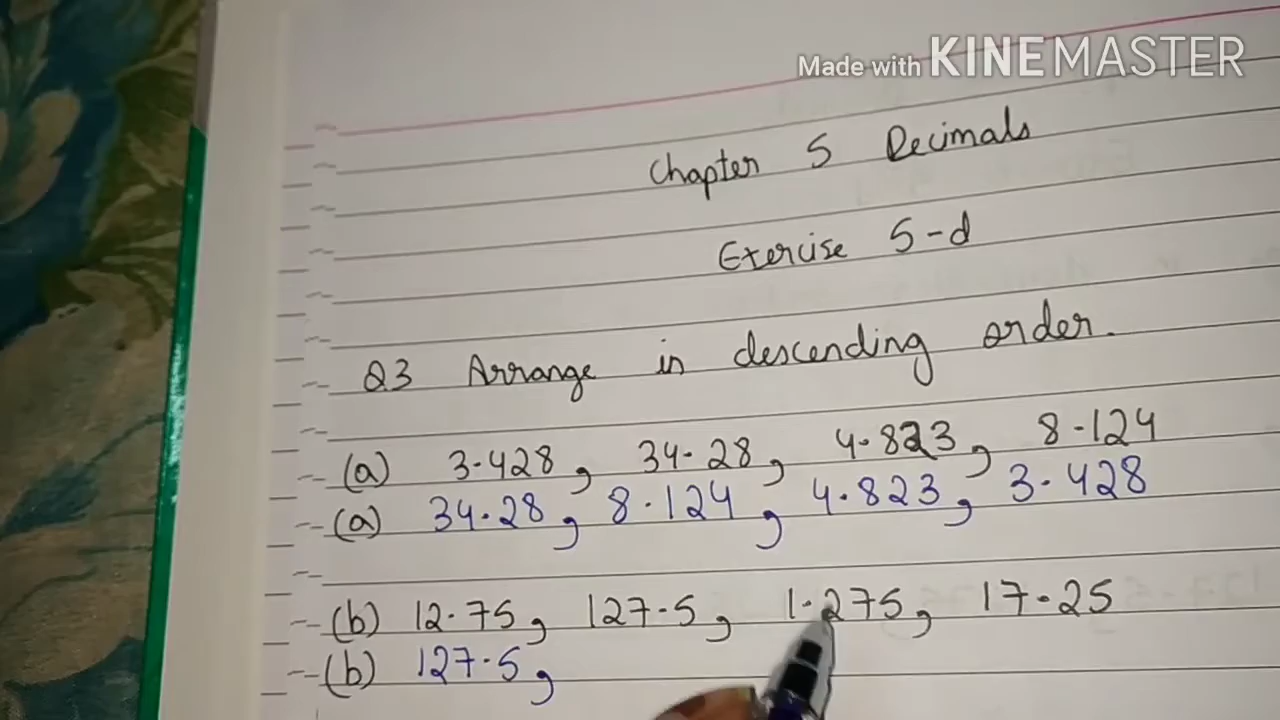 Made with KINEMASTER
Chapter 5 Decimals
Exercise 5-d
Q3 Arrange in descending order.
(a) 3.428, 34.28, 4.823, 8.124
(a) 34.28, 8.124, 4.823, 3.428
(b) 12.75, 127.5, 1.275, 17.25
(b) 127.5,